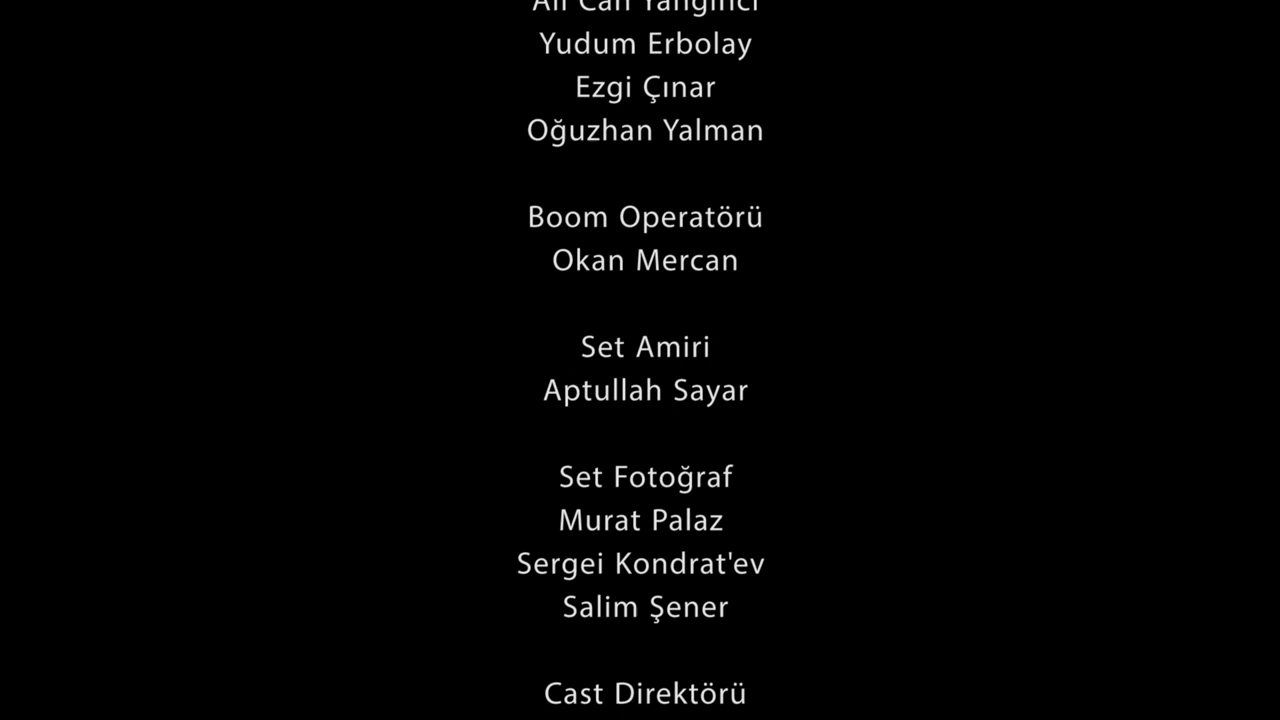 Yudum Erbolay
Ezgi Çınar
Oğuzhan Yalman
Boom Operatörü
Okan Mercan
Set Amiri
Aptullah Sayar
Set Fotoğraf
Murat Palaz
Sergei Kondrat'ev
Salim Şener
Cast Direktörü